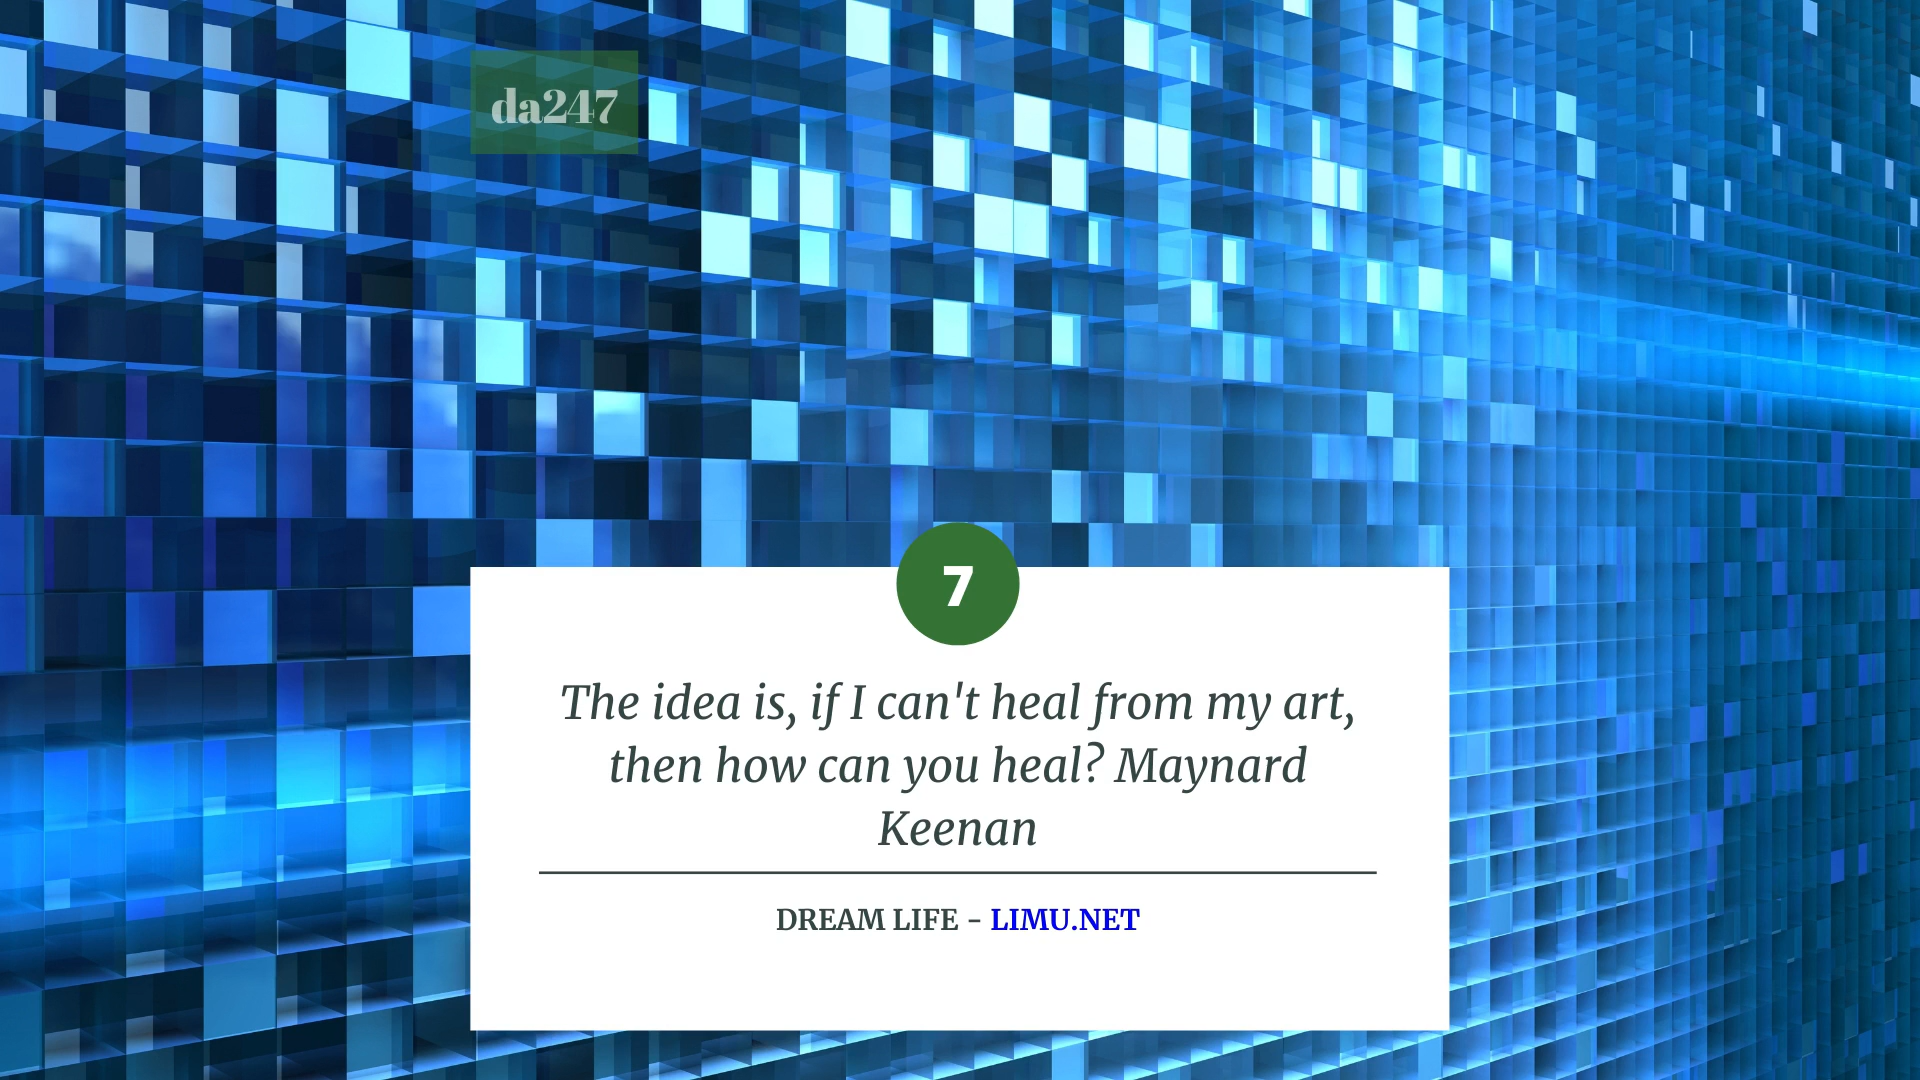 da247
7
The idea is, if I can't heal from my art,
then how can you heal? Maynard
Keenan
DREAM LIFE - LIMU.NET